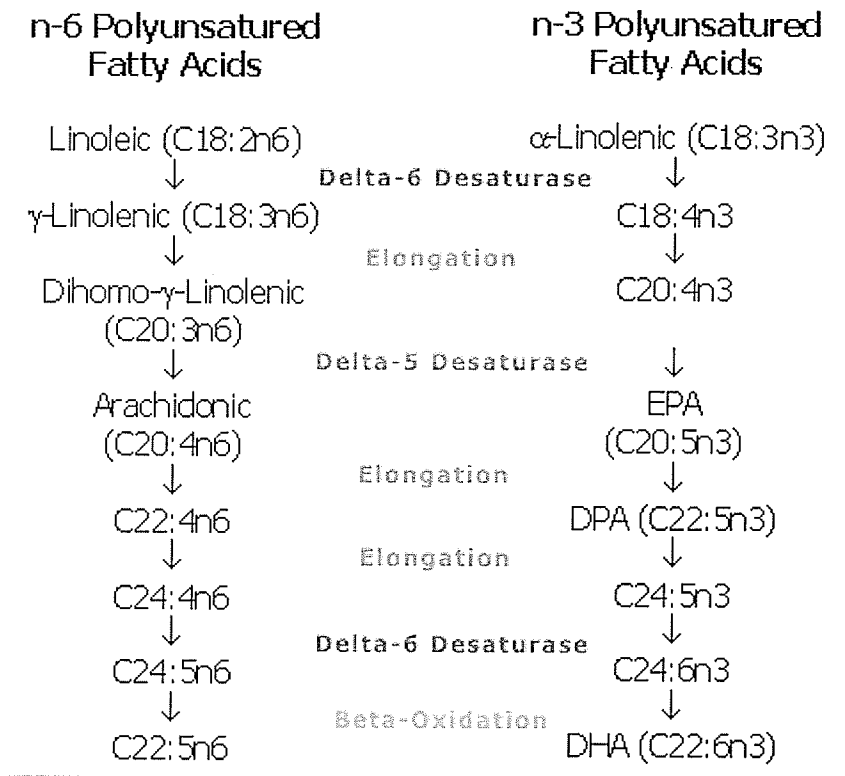 n-6 Polyunsatured
Fatty Acids
n-3 Polyunsatured
Fatty Acids
Linoleic (C18:2n6)
α-Linolenic (C18:3n3)
Delta-6 Desaturase
γ-Linolenic (C18:3n6)
C18:4n3
Elongation
Dihomo-γ-Linolenic
(C20:3n6)
C20:4n3
Delta-5 Desaturase
Arachidonic
(C20:4n6)
EPA
(C20:5n3)
Elongation
C22:4n6
DPA (C22:5n3)
Elongation
C24:4n6
C24:5n3
Delta-6 Desaturase
C24:5n6
C24:6n3
Beta-Oxidation
C22:5n6
DHA (C22:6n3)